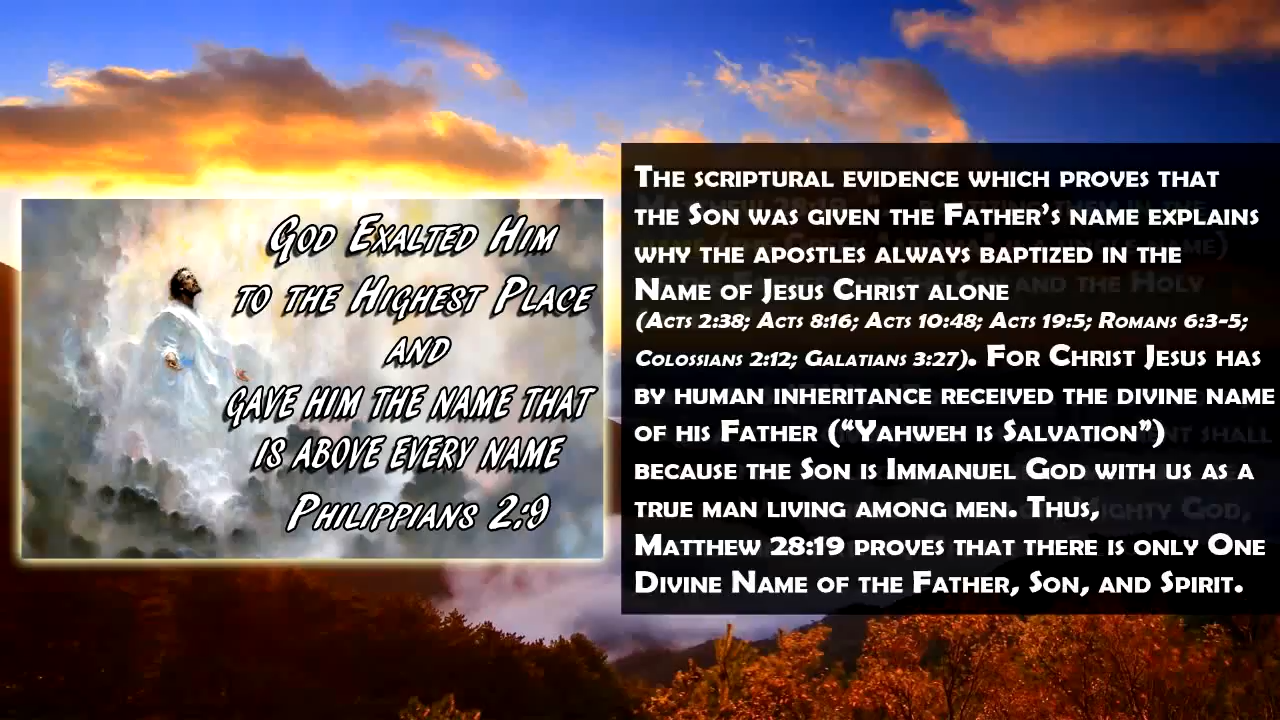 God Exalted Him
to the Highest Place
and
gave him the name that
is above every name
Philippians 2:9
The scriptural evidence which proves that
the Son was given the Father's name explains
why the apostles always baptized in the
Name of Jesus Christ alone
(Acts 2:38; Acts 8:16; Acts 10:48; Acts 19:5; Romans 6:3-5;
Colossians 2:12; Galatians 3:27). For Christ Jesus has
by human inheritance received the divine name
of his Father (“Yahweh is Salvation”)
because the Son is Immanuel God with us as a
true man living among men. Thus,
Matthew 28:19 proves that there is only One
Divine Name of the Father, Son, and Spirit.